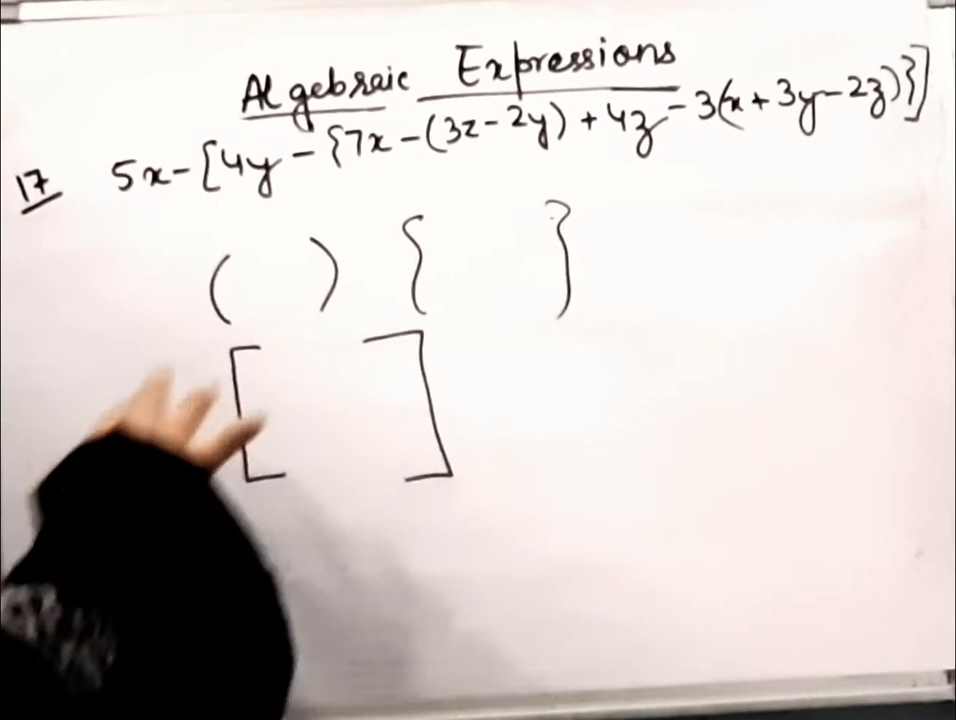 Algebraic Expressions
17 5x-[4y-{7x-(3z-2y)+4z-3(x+3y-2z)}]
( ) { }
[ ]